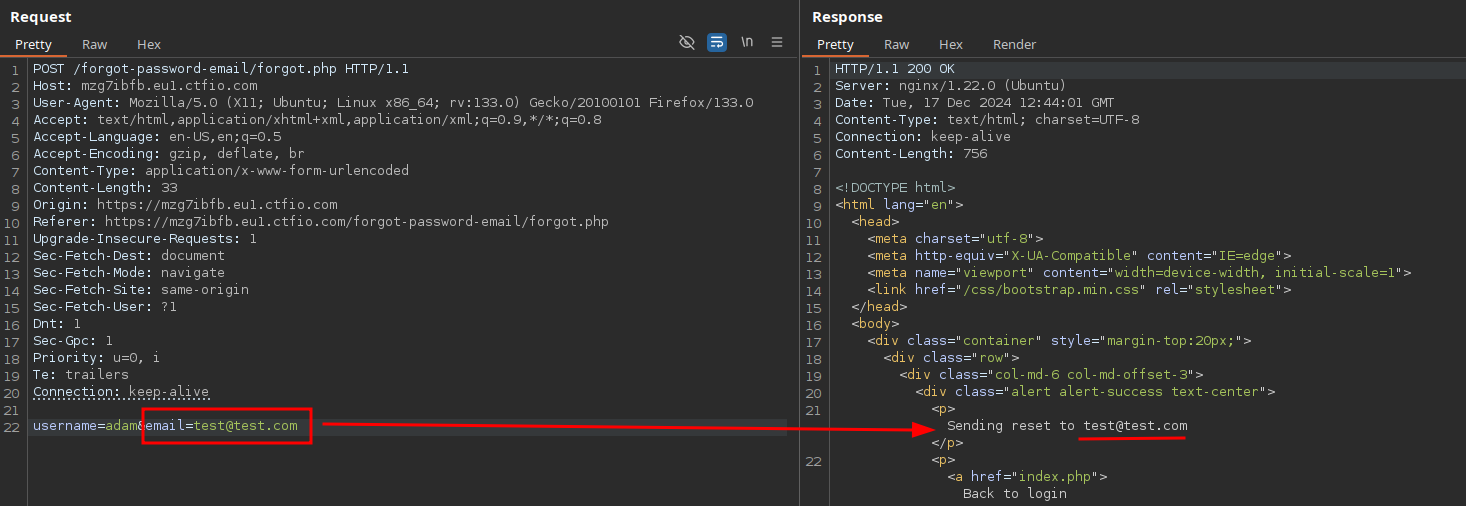 Request
Pretty Raw Hex
\n
1 POST /forgot-password-email/forgot.php HTTP/1.1
2 Host: mzg7ibfb.eu1.ctfio.com
3 User-Agent: Mozilla/5.0 (X11; Ubuntu; Linux x86_64; rv:133.0) Gecko/20100101 Firefox/133.0
4 Accept: text/html,application/xhtml+xml,application/xml;q=0.9,*/*;q=0.8
5 Accept-Language: en-US,en;q=0.5
6 Accept-Encoding: gzip, deflate, br
7 Content-Type: application/x-www-form-urlencoded
8 Content-Length: 33
9 Origin: https://mzg7ibfb.eu1.ctfio.com
10 Referer: https://mzg7ibfb.eu1.ctfio.com/forgot-password-email/forgot.php
11 Upgrade-Insecure-Requests: 1
12 Sec-Fetch-Dest: document
13 Sec-Fetch-Mode: navigate
14 Sec-Fetch-Site: same-origin
15 Sec-Fetch-User: ?1
16 Dnt: 1
17 Sec-Gpc: 1
18 Priority: u=0, i
19 Te: trailers
20 Connection: keep-alive
21
22 username=adam&email=test@test.com
Response
Pretty Raw Hex Render
1 HTTP/1.1 200 OK
2 Server: nginx/1.22.0 (Ubuntu)
3 Date: Tue, 17 Dec 2024 12:44:01 GMT
4 Content-Type: text/html; charset=UTF-8
5 Connection: keep-alive
6 Content-Length: 756
7
8 <!DOCTYPE html>
9 <html lang="en">
10 <head>
11 <meta charset="utf-8">
12 <meta http-equiv="X-UA-Compatible" content="IE=edge">
13 <meta name="viewport" content="width=device-width, initial-scale=1">
14 <link href="/css/bootstrap.min.css" rel="stylesheet">
15 </head>
16 <body>
17 <div class="container" style="margin-top:20px;">
18 <div class="row">
19 <div class="col-md-6 col-md-offset-3">
20 <div class="alert alert-success text-center">
21 <p>
Sending reset to test@test.com
</p>
22 <p>
<a href="index.php">
Back to login